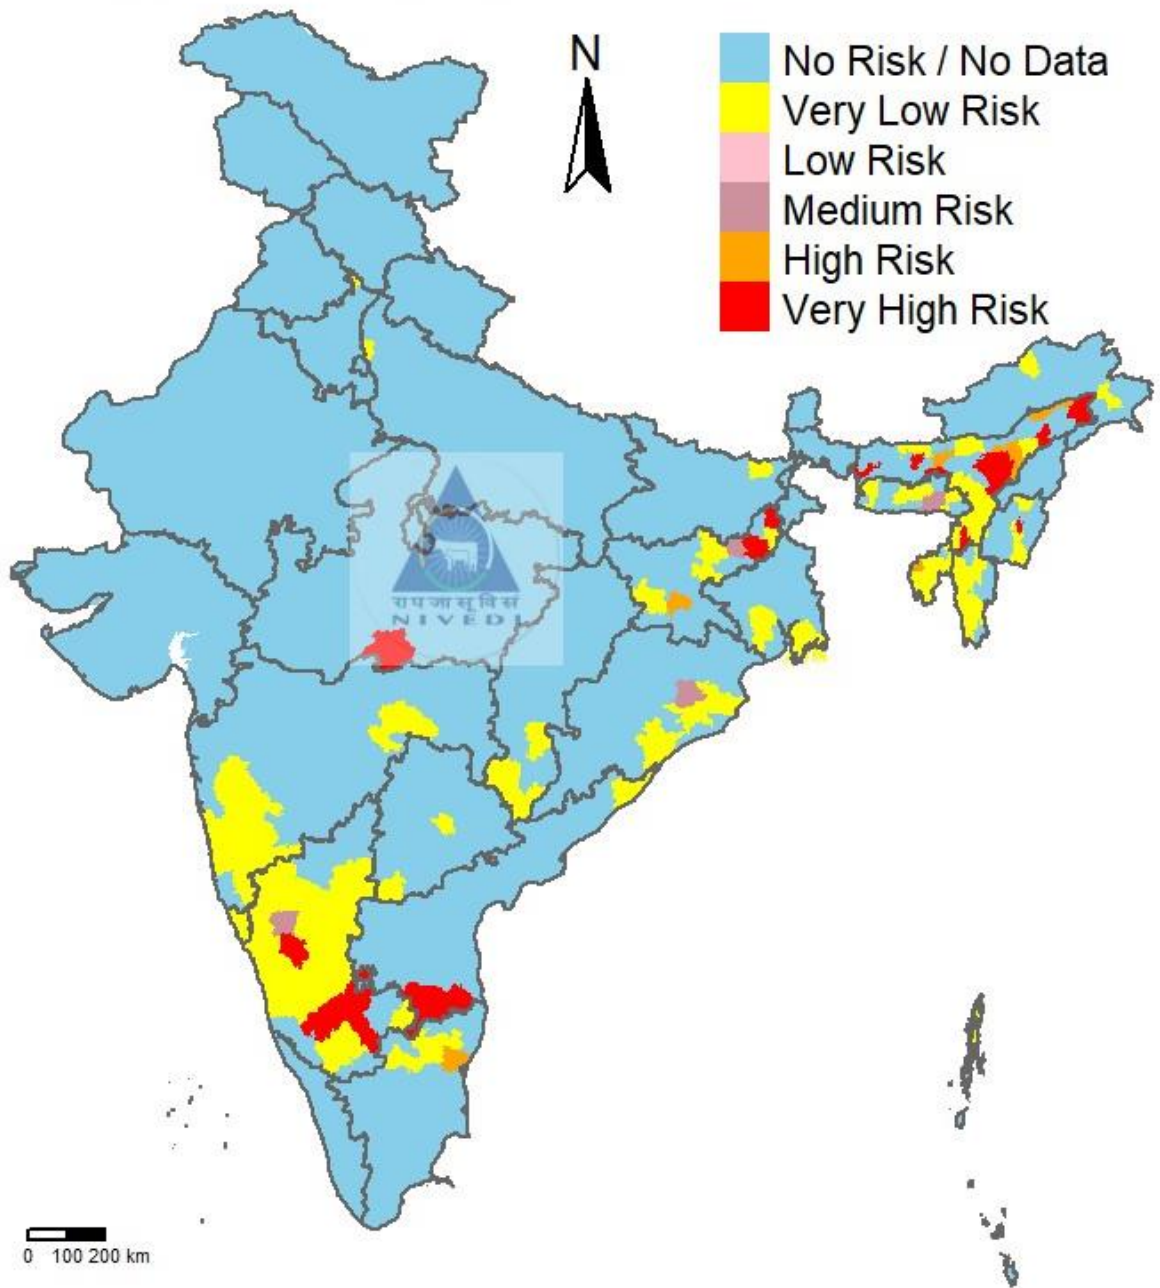 N
No Risk / No Data
Very Low Risk
Low Risk
Medium Risk
High Risk
Very High Risk
रापजासूविसं
NIVEDI
0 100 200 km